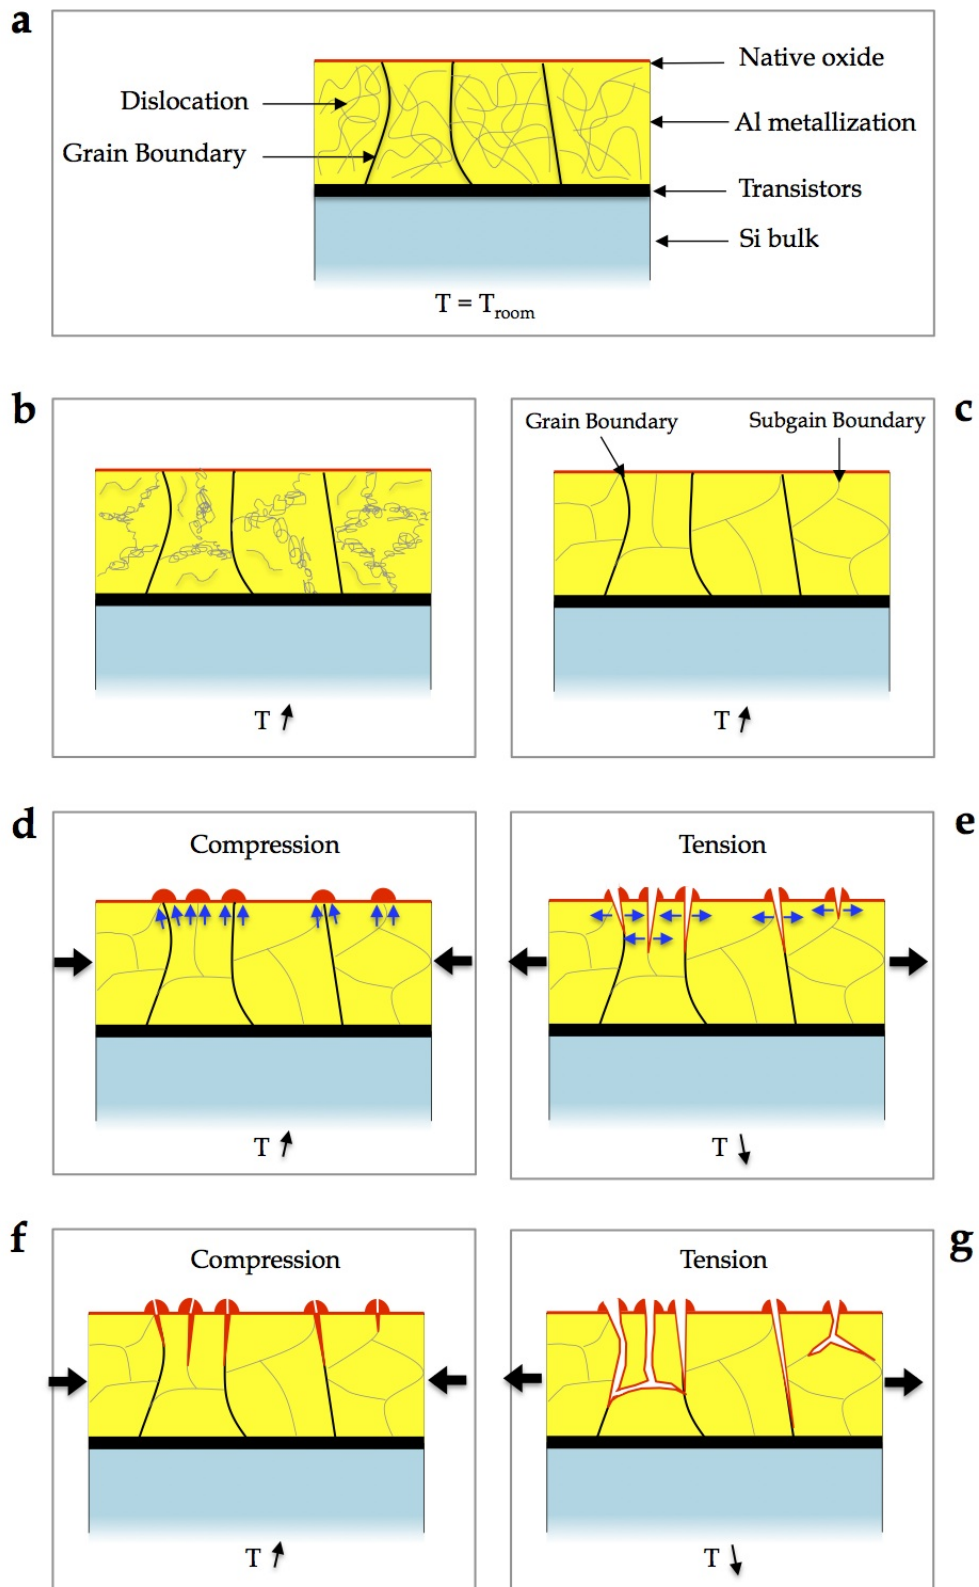 a
Native oxide
Dislocation
Al metallization
Grain Boundary
Transistors
Si bulk
T = Troom
b
c
Grain Boundary
Subgain Boundary
T
T
d
e
Compression
Tension
T
T
f
g
Compression
Tension
T
T